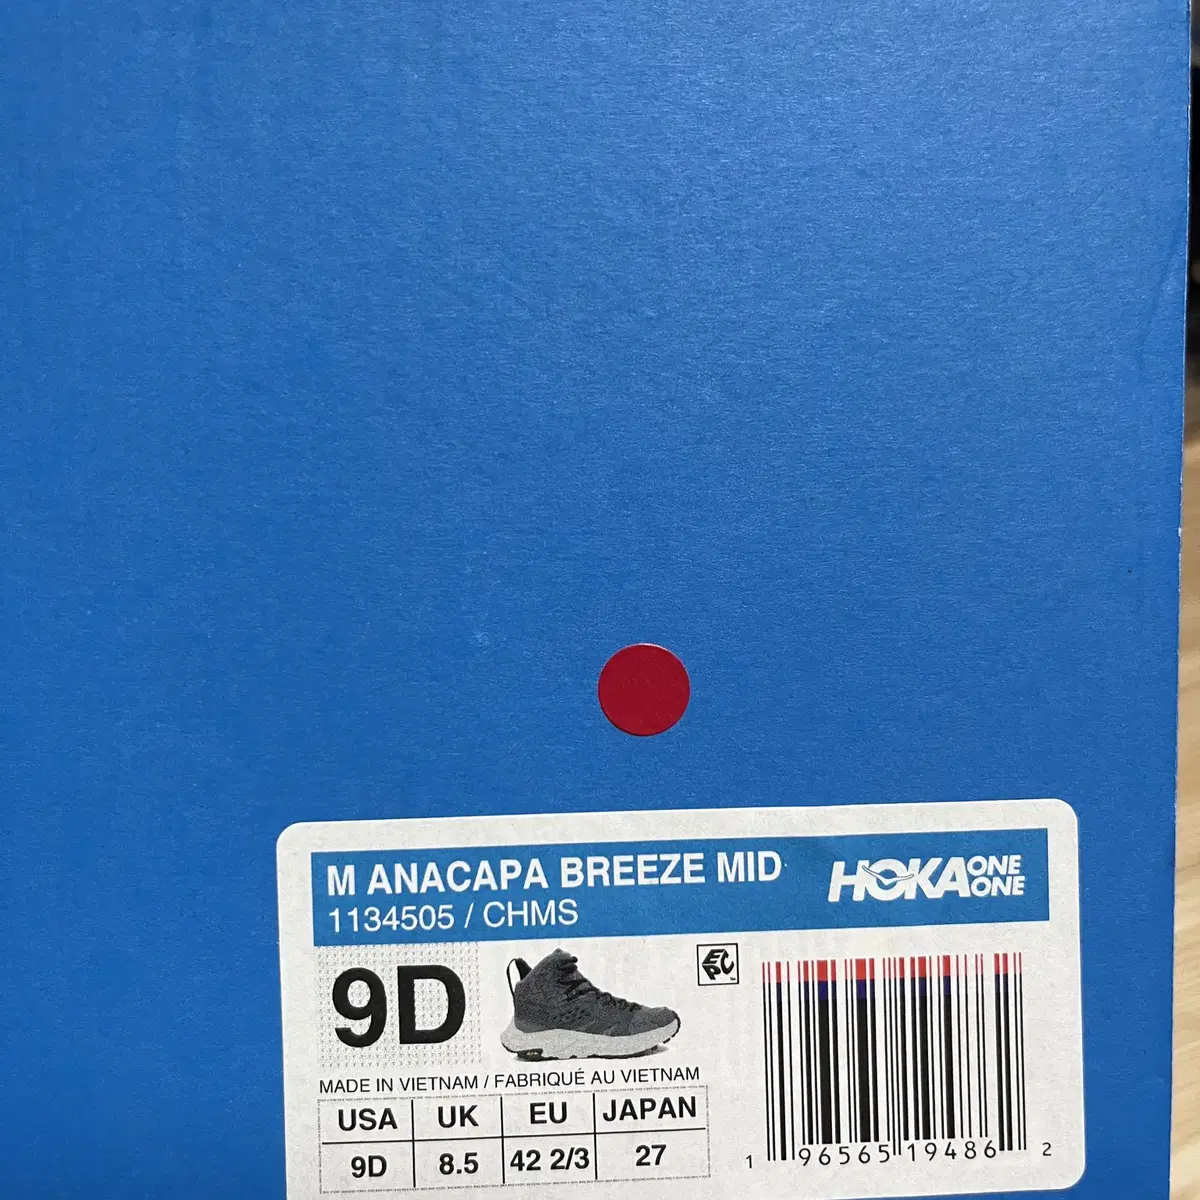 M ANACAPA BREEZE MID
1134505 / CHMS
HOKA ONE ONE
9D
EPC
MADE IN VIETNAM / FABRIQUÉ AU VIETNAM
USA UK EU JAPAN
9D 8.5 42 2/3 27
1 96565 19486 2